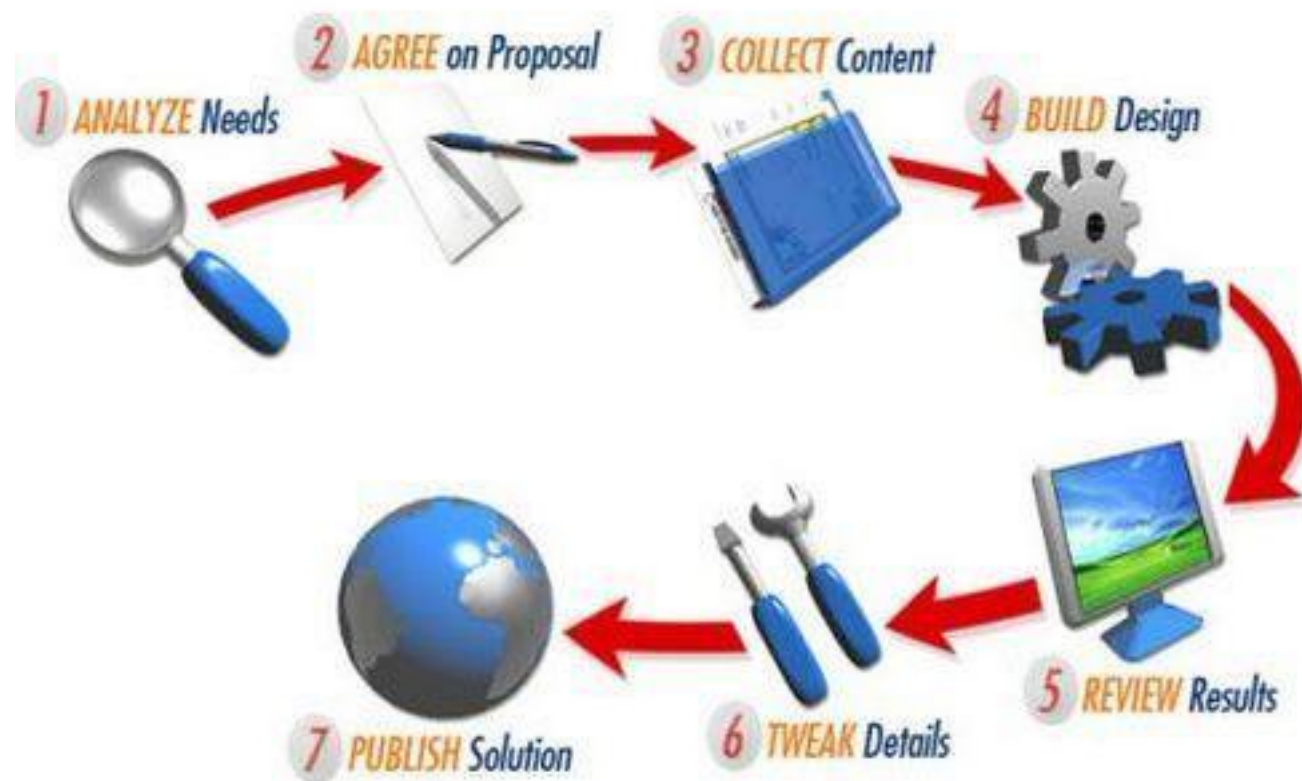 1 ANALYZE Needs
2 AGREE on Proposal
3 COLLECT Content
4 BUILD Design
5 REVIEW Results
6 TWEAK Details
7 PUBLISH Solution